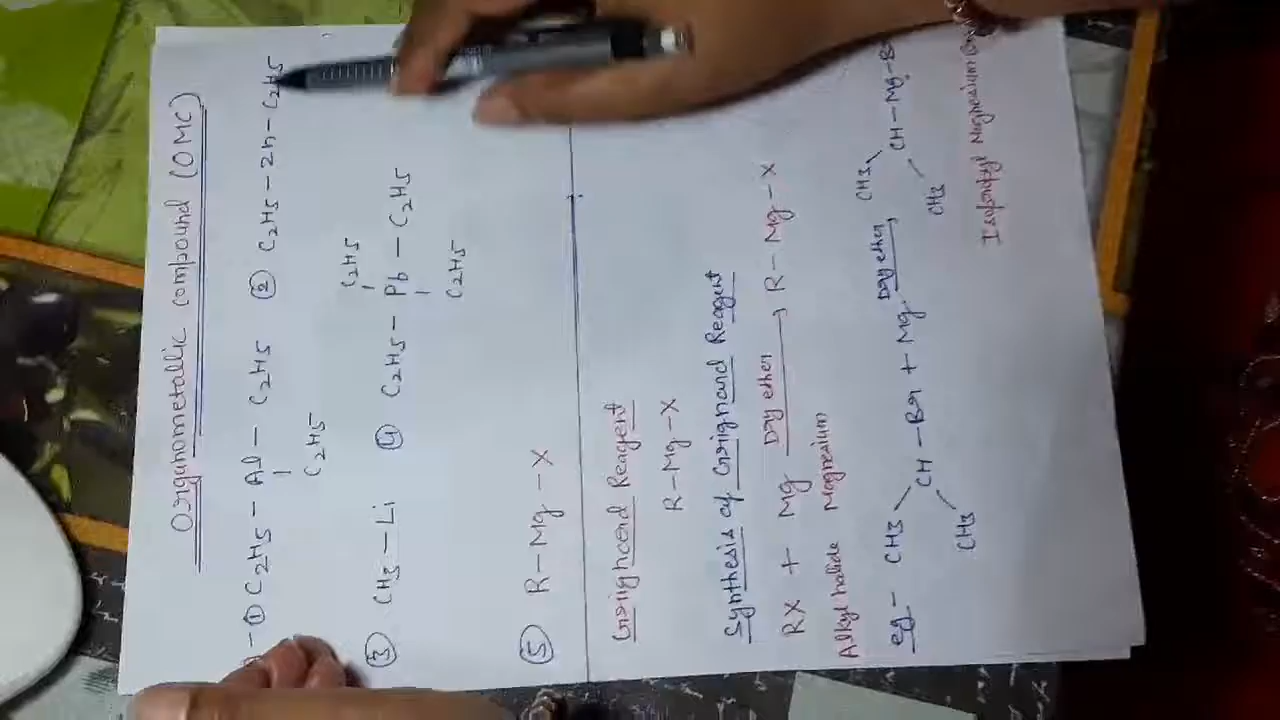 Organometallic compound (OMC)
① C2H5 - Al - C2H5 ② C2H5 - Zn - C2H5
C2H5
C2H5
③ CH3 - Li ④ C2H5 - Pb - C2H5
C2H5
⑤ R - Mg - X
Grignard Reagent
R - Mg - X
Synthesis of Grignard Reagent
RX + Mg Dry ether → R - Mg - X
Alkyl halide Magnesium
CH3
eg - CH3 CH - Br + Mg Dry ether → CH - Mg - Br
CH3 CH3
Isopropyl Magnesium